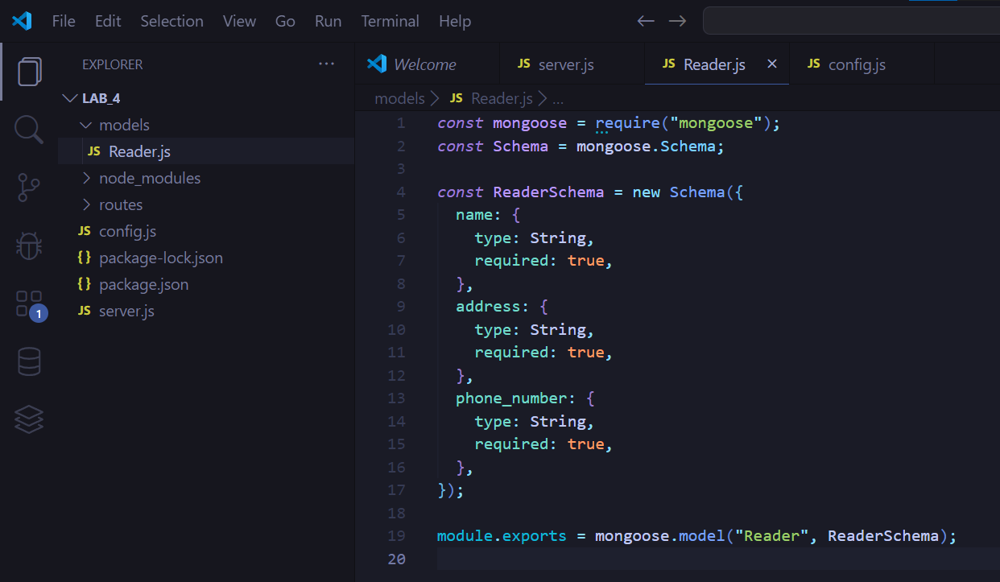 File Edit Selection View Go Run Terminal Help
EXPLORER ...
LAB_4
models
JS Reader.js
node_modules
routes
JS config.js
{} package-lock.json
{} package.json
JS server.js
1
Welcome JS server.js JS Reader.js × JS config.js
models > JS Reader.js > ...
1 const mongoose = require("mongoose");
2 const Schema = mongoose.Schema;
3
4 const ReaderSchema = new Schema({
5   name: {
6     type: String,
7     required: true,
8   },
9   address: {
10     type: String,
11     required: true,
12   },
13   phone_number: {
14     type: String,
15     required: true,
16   },
17 });
18
19 module.exports = mongoose.model("Reader", ReaderSchema);
20